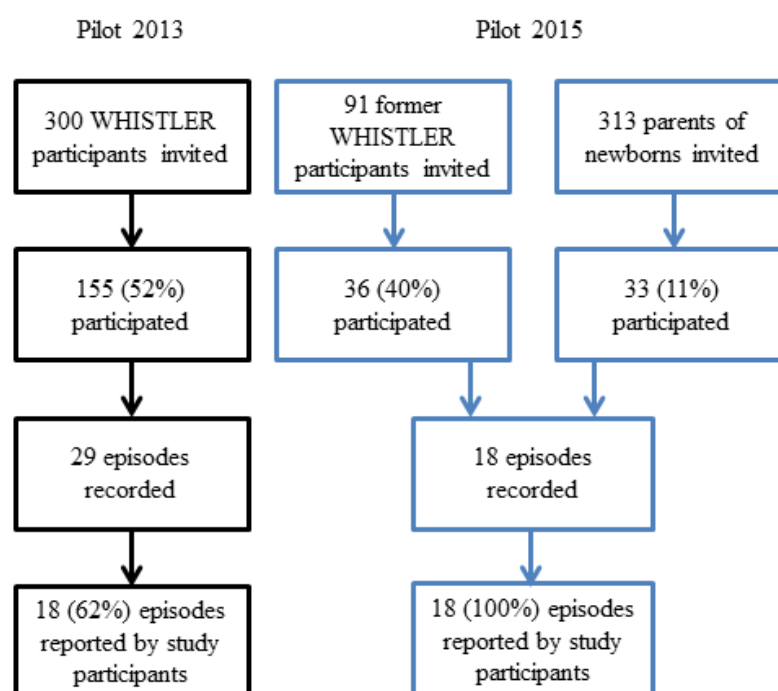 Pilot 2013
Pilot 2015
300 WHISTLER
participants invited
91 former
WHISTLER
participants invited
313 parents of
newborns invited
155 (52%)
participated
36 (40%)
participated
33 (11%)
participated
29 episodes
recorded
18 episodes
recorded
18 (62%) episodes
reported by study
participants
18 (100%) episodes
reported by study
participants